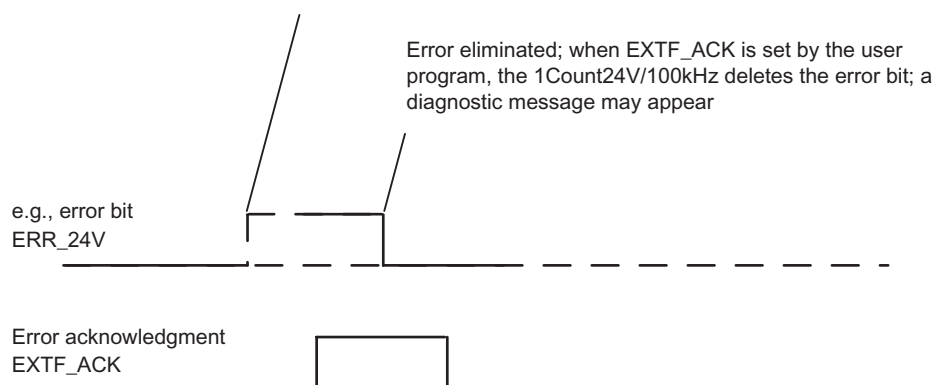 Error eliminated; when EXTF_ACK is set by the user
program, the 1Count24V/100kHz deletes the error bit; a
diagnostic message may appear
e.g., error bit
ERR_24V
Error acknowledgment
EXTF_ACK